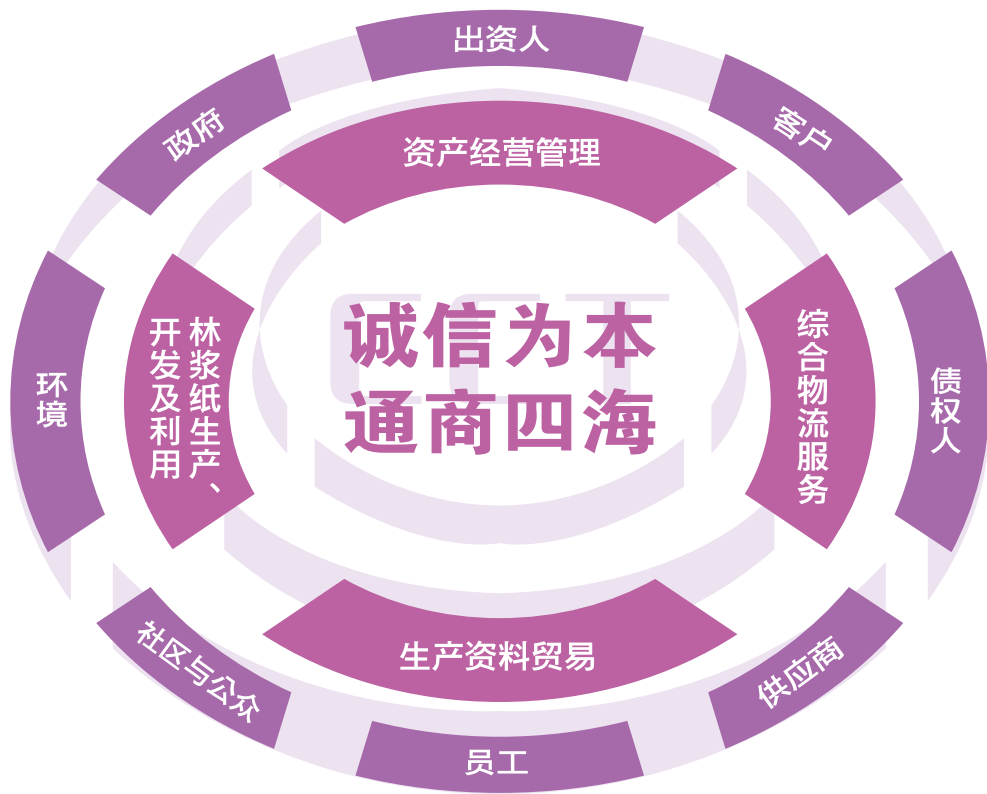 出资人
政府
客户
资产经营管理
CCT
诚信为本
通商四海
林浆纸生产、
开发及利用
综合物流服务
环境
债权人
生产资料贸易
社区与公众
供应商
员工